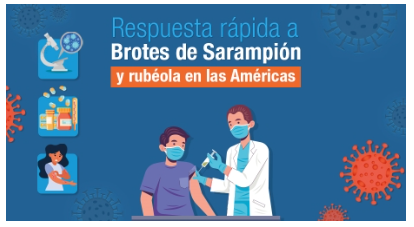 Respuesta rápida a
Brotes de Sarampión
y rubéola en las Américas